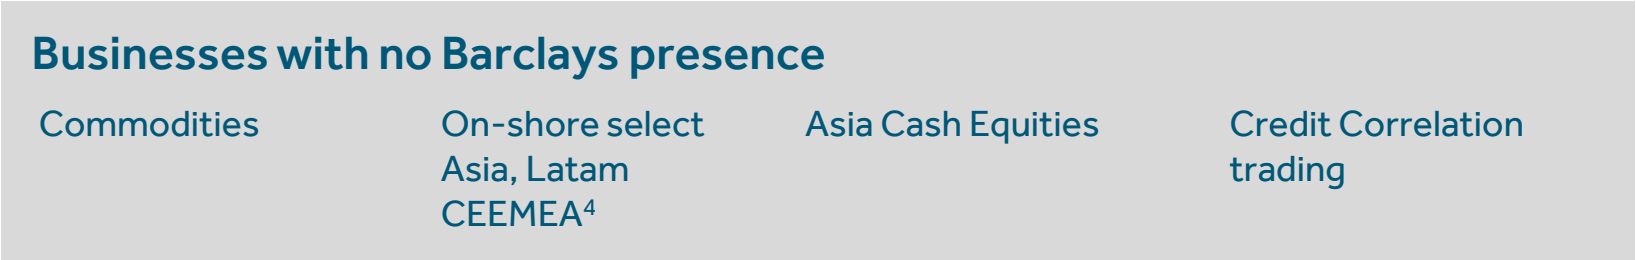 Businesses with no Barclays presence
Commodities
On-shore select
Asia, Latam
CEEMEA⁴
Asia Cash Equities
Credit Correlation
trading